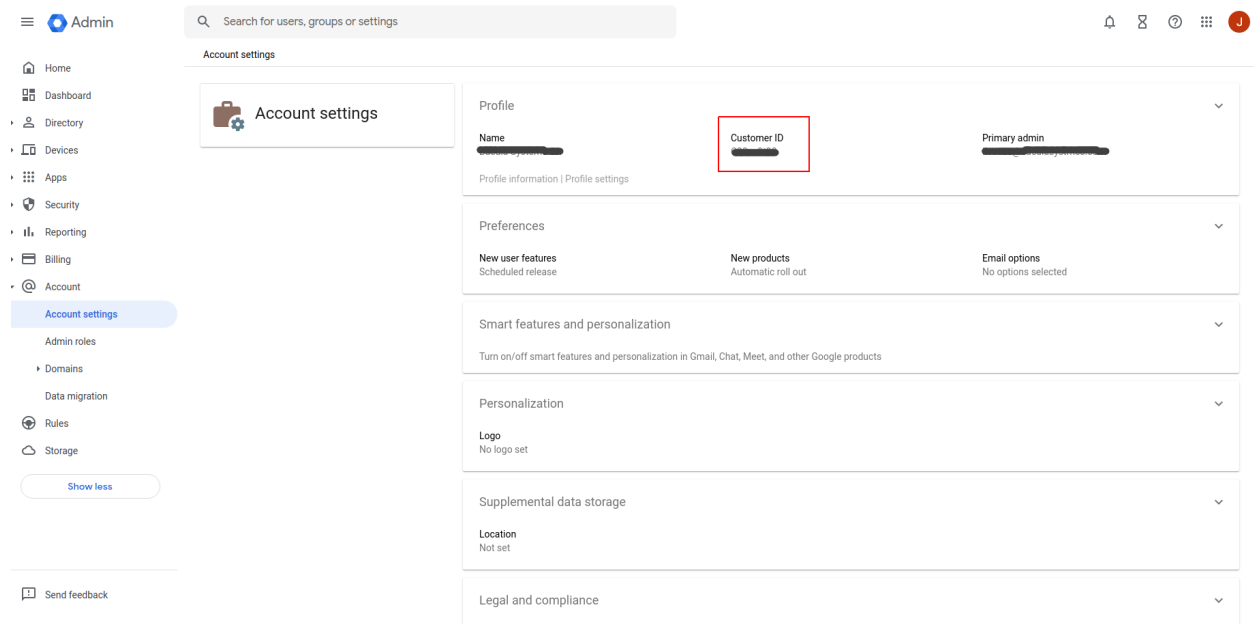 Admin
Search for users, groups or settings
J
Account settings
Home
Dashboard
Directory
Devices
Apps
Security
Reporting
Billing
Account
Account settings
Admin roles
Domains
Data migration
Rules
Storage
Show less
Send feedback
Account settings
Profile
Name
Customer ID
Primary admin
Profile information | Profile settings
Preferences
New user features
Scheduled release
New products
Automatic roll out
Email options
No options selected
Smart features and personalization
Turn on/off smart features and personalization in Gmail, Chat, Meet, and other Google products
Personalization
Logo
No logo set
Supplemental data storage
Location
Not set
Legal and compliance